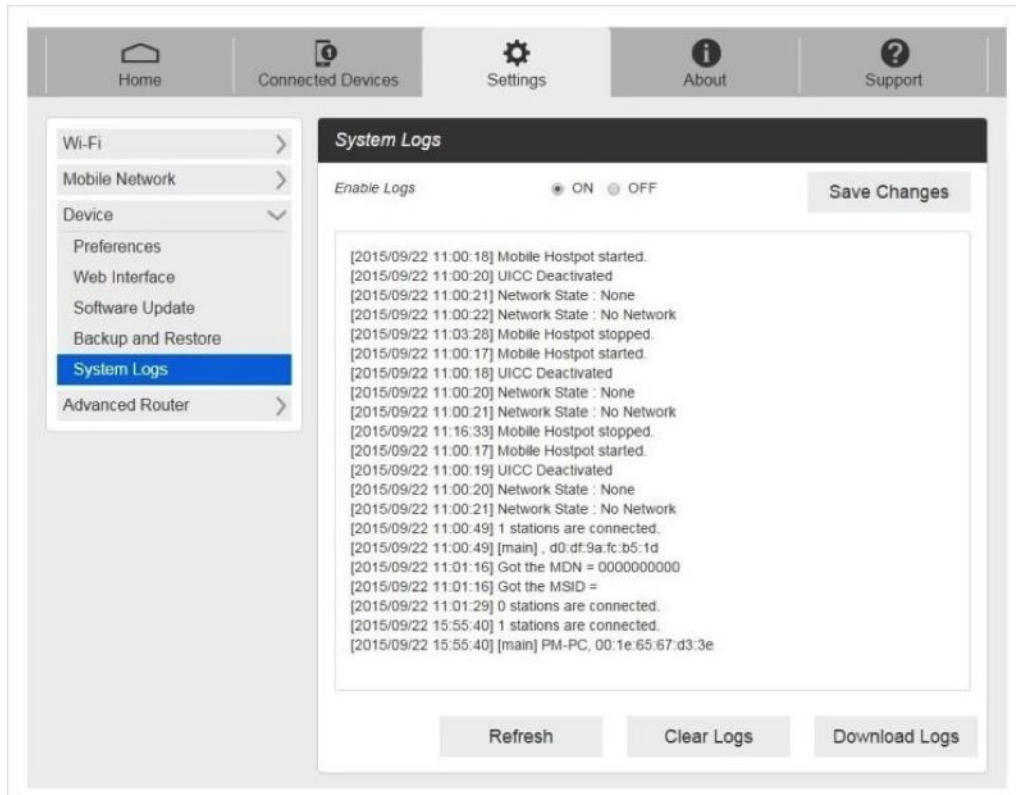 Home
Connected Devices
1
Settings
About
Support
Wi-Fi
Mobile Network
Device
Preferences
Web Interface
Software Update
Backup and Restore
System Logs
Advanced Router
System Logs
Enable Logs ON OFF Save Changes
[2015/09/22 11:00:18] Mobile Hostpot started.
[2015/09/22 11:00:20] UICC Deactivated
[2015/09/22 11:00:21] Network State : None
[2015/09/22 11:00:22] Network State : No Network
[2015/09/22 11:03:28] Mobile Hostpot stopped.
[2015/09/22 11:00:17] Mobile Hostpot started.
[2015/09/22 11:00:18] UICC Deactivated
[2015/09/22 11:00:20] Network State : None
[2015/09/22 11:00:21] Network State : No Network
[2015/09/22 11:16:33] Mobile Hostpot stopped.
[2015/09/22 11:00:17] Mobile Hostpot started.
[2015/09/22 11:00:19] UICC Deactivated
[2015/09/22 11:00:20] Network State : None
[2015/09/22 11:00:21] Network State : No Network
[2015/09/22 11:00:49] 1 stations are connected.
[2015/09/22 11:00:49] [main] , d0:df:9a:fc:b5:1d
[2015/09/22 11:01:16] Got the MDN = 0000000000
[2015/09/22 11:01:16] Got the MSID =
[2015/09/22 11:01:29] 0 stations are connected.
[2015/09/22 15:55:40] 1 stations are connected.
[2015/09/22 15:55:40] [main] PM-PC, 00:1e:65:67:d3:3e
Refresh Clear Logs Download Logs